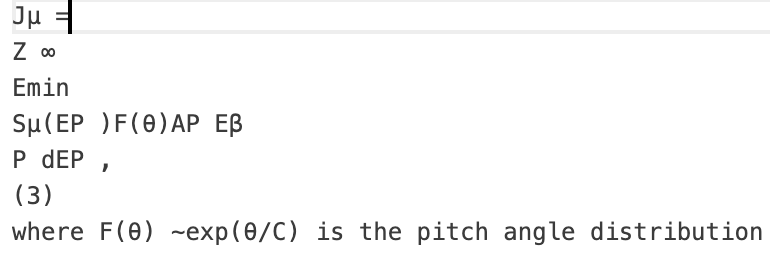 Jμ =
Z ∞
Emin
Sμ(EP )F(θ)AP Eβ
P dEP ,
(3)
where F(θ) ~exp(θ/C) is the pitch angle distribution